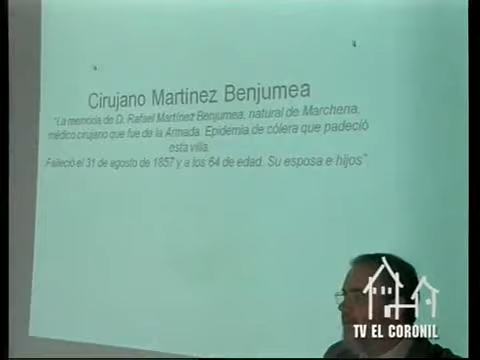 Cirujano Martinez Benjumea
"La memoria de D. Rafael Martínez Benjumea, natural de Marchena,
médico cirujano que fue de la Armada. Epidemia de cólera que padeció
esta villa.
Falleció el 31 de agosto de 1857 y a los 64 de edad. Su esposa e hijos"
TV EL CORONIL